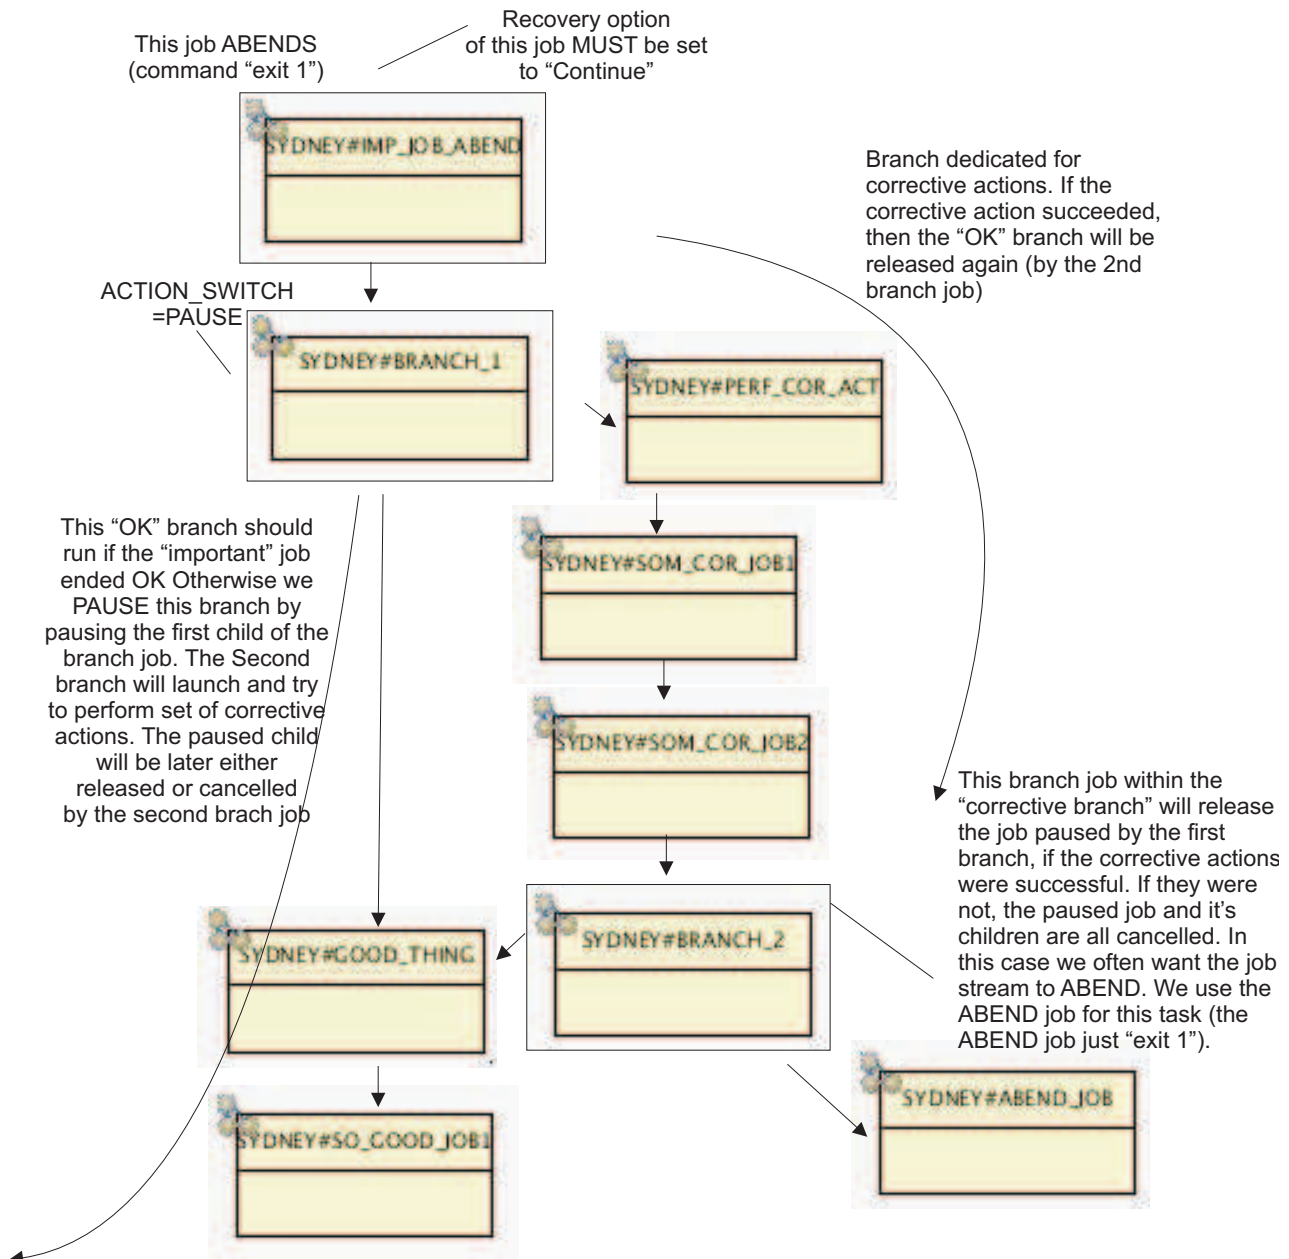 This job ABENDS
(command “exit 1”)
Recovery option
of this job MUST be set
to “Continue”
SYDNEY#IMP_JOB_ABEND
Branch dedicated for
corrective actions. If the
corrective action succeeded,
then the “OK” branch will be
released again (by the 2nd
branch job)
ACTION_SWITCH
=PAUSE
SYDNEY#BRANCH_1
SYDNEY#PERF_COR_ACT
This “OK” branch should
run if the “important” job
ended OK Otherwise we
PAUSE this branch by
pausing the first child of the
branch job. The Second
branch will launch and try
to perform set of corrective
actions. The paused child
will be later either
released or cancelled
by the second brach job
SYDNEY#SOM_COR_JOB1
SYDNEY#SOM_COR_JOB2
This branch job within the
“corrective branch” will release
the job paused by the first
branch, if the corrective actions
were successful. If they were
not, the paused job and it’s
children are all cancelled. In
this case we often want the job
stream to ABEND. We use the
ABEND job for this task (the
ABEND job just “exit 1”).
SYDNEY#GOOD_THING
SYDNEY#BRANCH_2
SYDNEY#SO_GOOD_JOB1
SYDNEY#ABEND_JOB